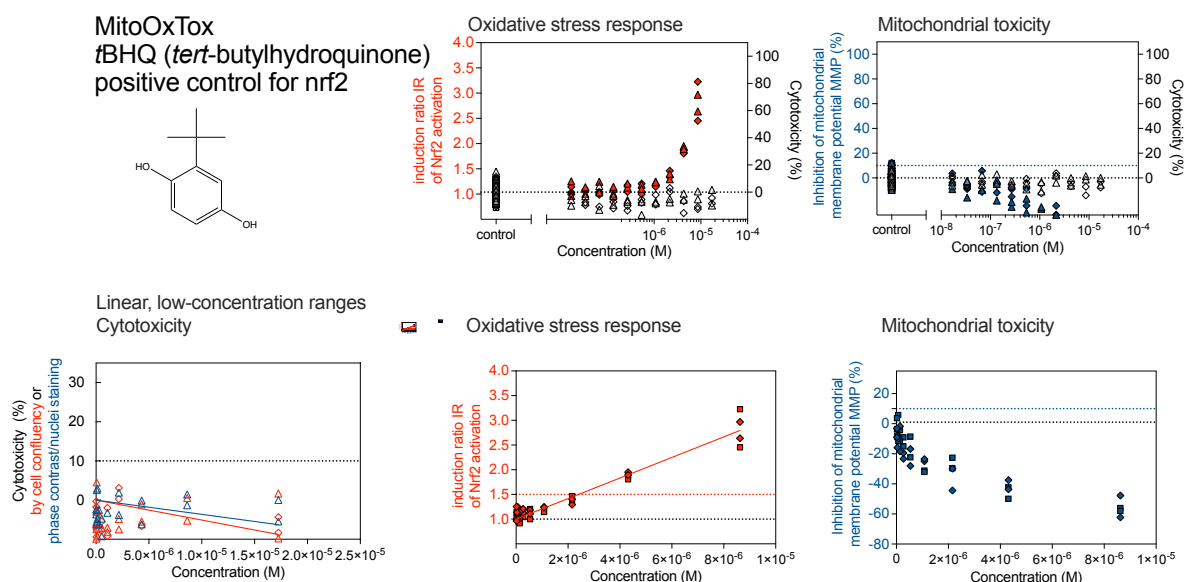 MitoOxTox
tBHQ (tert-butylhydroquinone)
positive control for nrf2
HO
OH
Oxidative stress response
induction ratio IR
of Nrf2 activation
4.0
3.5
3.0
2.5
2.0
1.5
1.0
100
80
60
40
20
0
Cytotoxicity (%)
control
10-6
10-5
10-4
Concentration (M)
Mitochondrial toxicity
Inhibition of mitochondrial
membrane potential MMP (%)
100
80
60
40
20
0
-20
100
80
60
40
20
0
Cytotoxicity (%)
control
10-8
10-7
10-6
10-5
10-4
Concentration (M)
Linear, low-concentration ranges
Cytotoxicity
Cytotoxicity (%)
by cell confluency or
phase contrast/nuclei staining
30
20
10
0
0.0
5.0×10-6
1.0×10-5
1.5×10-5
2.0×10-5
2.5×10-5
Concentration (M)
Oxidative stress response
induction ratio IR
of Nrf2 activation
4.0
3.5
3.0
2.5
2.0
1.5
1.0
0
2×10-6
4×10-6
6×10-6
8×10-6
1×10-5
Concentration (M)
Mitochondrial toxicity
Inhibition of mitochondrial
membrane potential MMP (%)
20
0
-20
-40
-60
-80
0
2×10-6
4×10-6
6×10-6
8×10-6
1×10-5
Concentration (M)